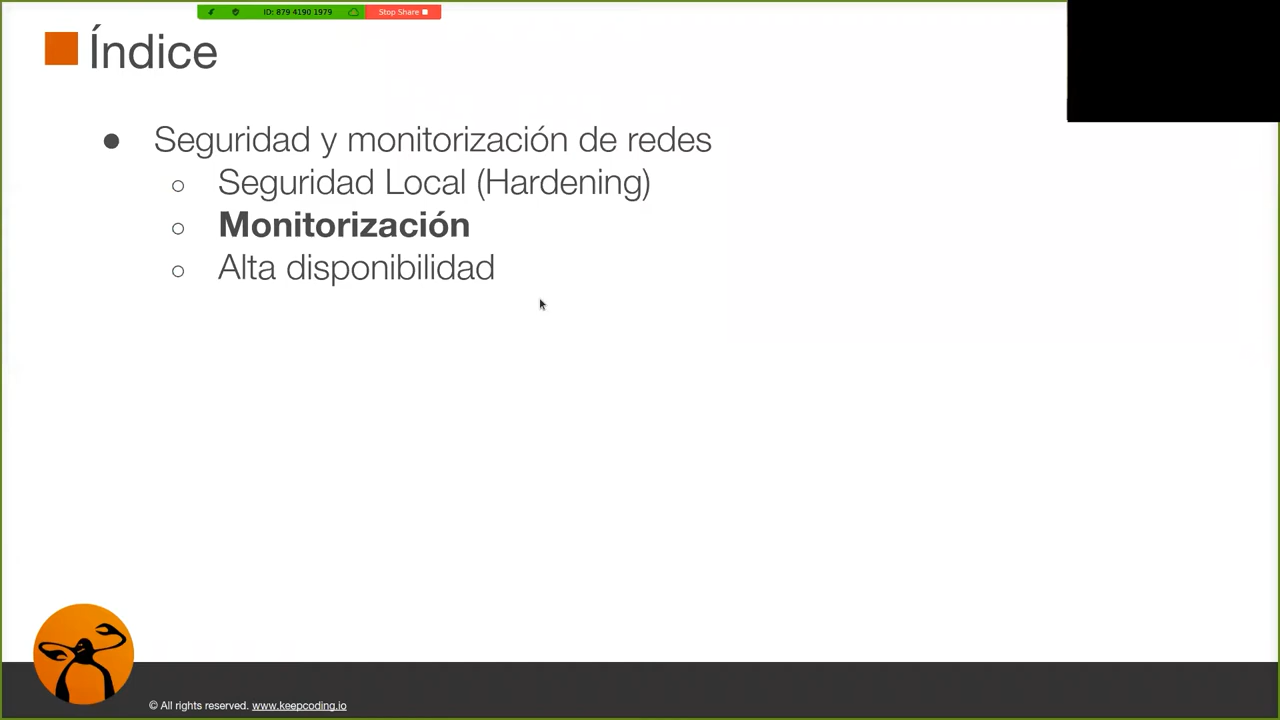 ID: 879 4190 1979
Stop Share
Índice
● Seguridad y monitorización de redes
○ Seguridad Local (Hardening)
○ Monitorización
○ Alta disponibilidad
© All rights reserved. www.keepcoding.io